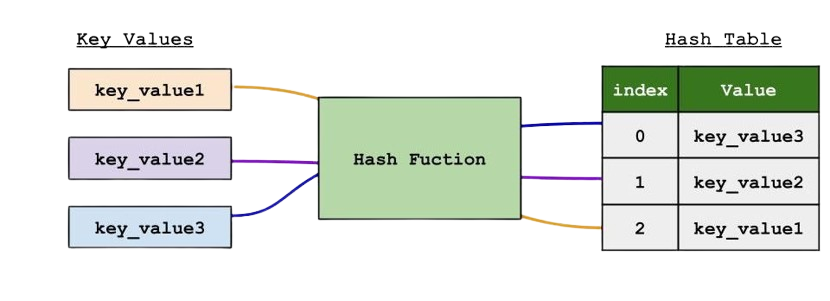 Key Values
Hash Table
key_value1
key_value2
key_value3
Hash Fuction
index Value
0 key_value3
1 key_value2
2 key_value1